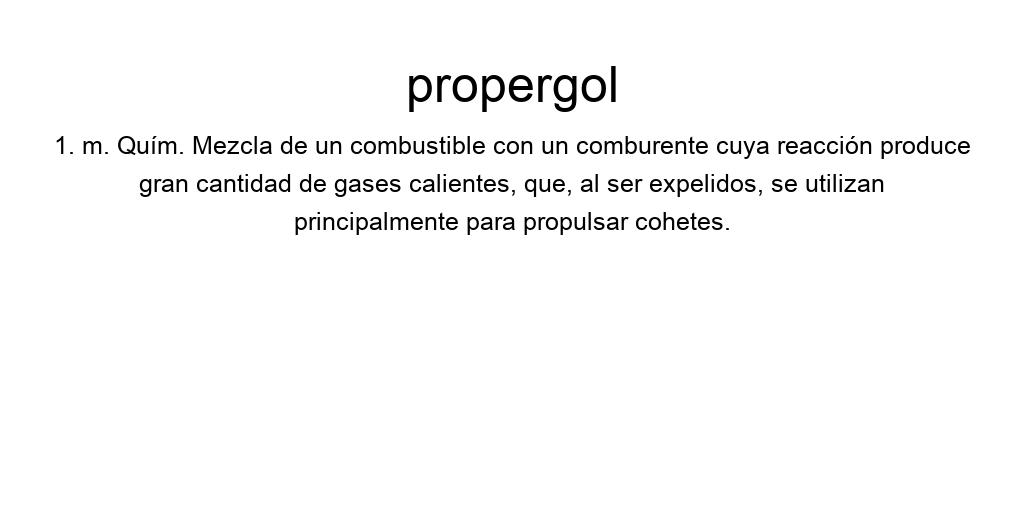 propergol
1. m. Quím. Mezcla de un combustible con un comburente cuya reacción produce
gran cantidad de gases calientes, que, al ser expelidos, se utilizan
principalmente para propulsar cohetes.